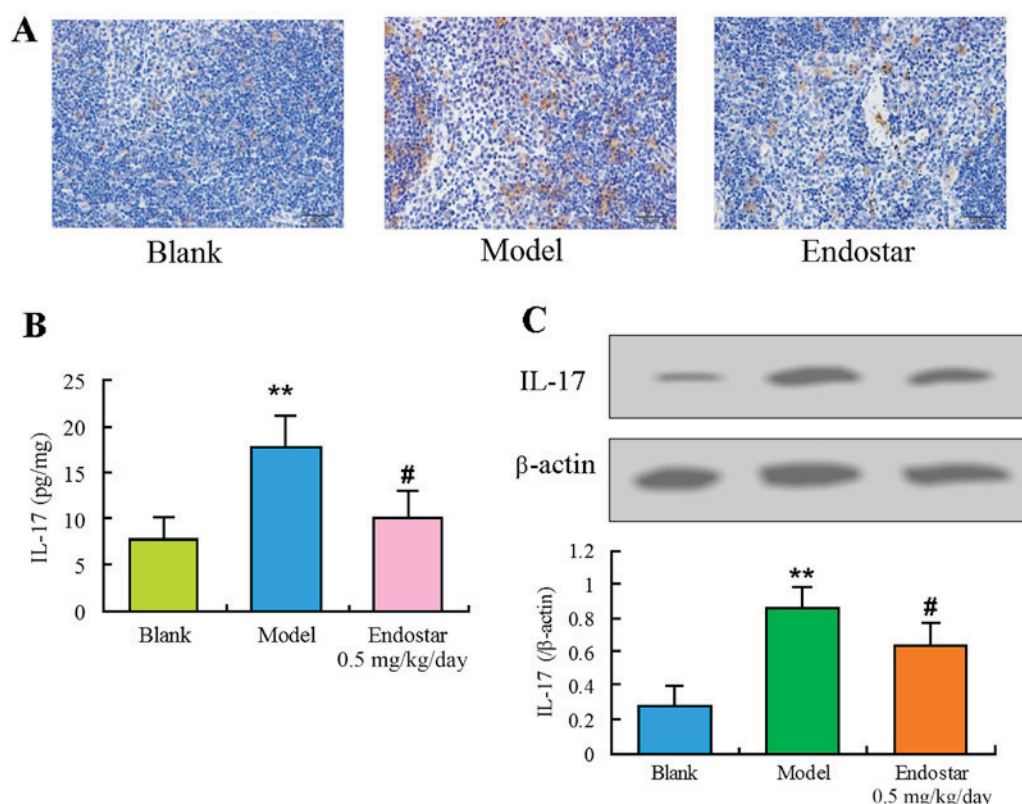 A
Blank
Model
Endostar
B
IL-17 (pg/mg)
25
20
15
10
5
0
**
#
Blank
Model
Endostar
0.5 mg/kg/day
C
IL-17
β-actin
IL-17 (/β-actin)
1.2
1
0.8
0.6
0.4
0.2
0
**
#
Blank
Model
Endostar
0.5 mg/kg/day